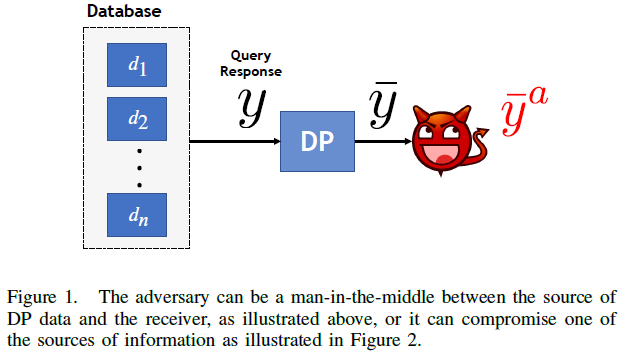 Database
d1
d2
dn
Query
Response
y
DP
ȳ
ȳᵃ
Figure 1. The adversary can be a man-in-the-middle between the source of
DP data and the receiver, as illustrated above, or it can compromise one of
the sources of information as illustrated in Figure 2.